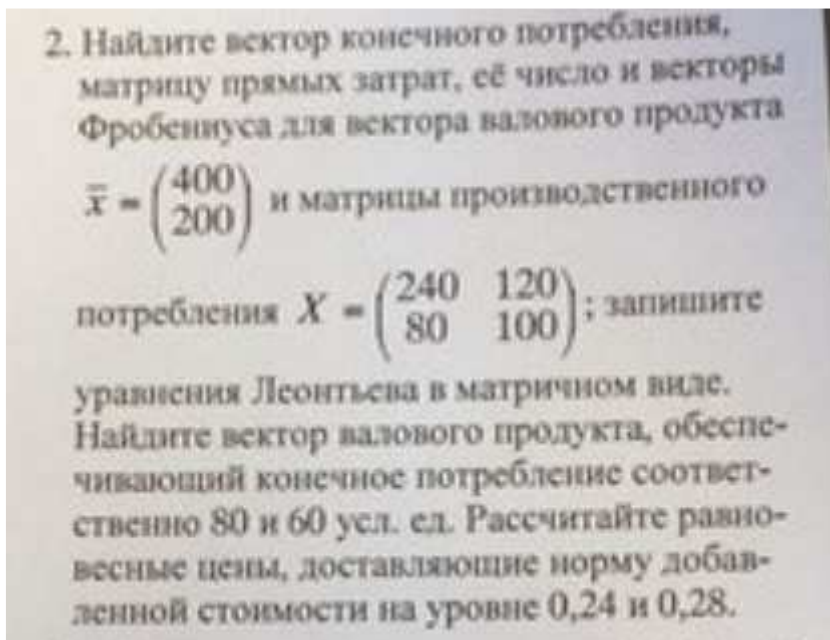 2. Найдите вектор конечного потребления,
матрицу прямых затрат, её число и векторы
Фробениуса для вектора валового продукта
x̄ = (400 200) и матрицы производственного
потребления X = (240 120 80 100); запишите
уравнения Леонтьева в матричном виде.
Найдите вектор валового продукта, обеспе-
чивающий конечное потребление соответ-
ственно 80 и 60 усл. ед. Рассчитайте равно-
весные цены, доставляющие норму добав-
ленной стоимости на уровне 0,24 и 0,28.